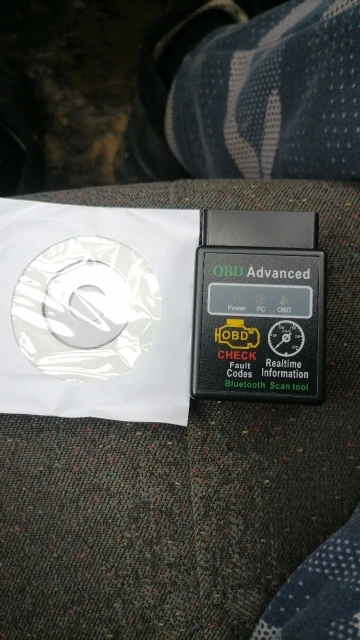 OBD Advanced
Power PC OBD
OBD
CHECK
Fault
Codes
Realtime
Information
Bluetooth Scan tool